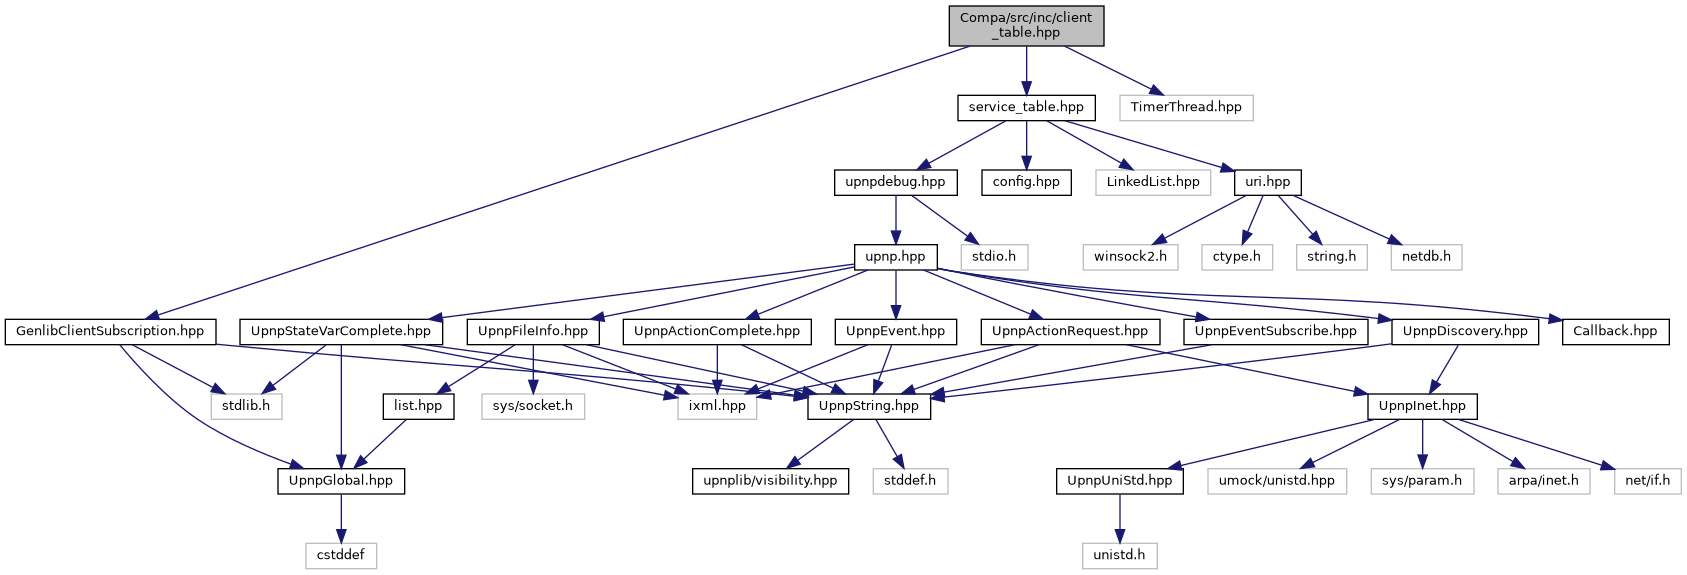 Compa/src/inc/client
_table.hpp
service_table.hpp
TimerThread.hpp
upnpdebug.hpp
config.hpp
LinkedList.hpp
uri.hpp
upnp.hpp
stdio.h
winsock2.h
ctype.h
string.h
netdb.h
GenlibClientSubscription.hpp
UpnpStateVarComplete.hpp
UpnpFileInfo.hpp
UpnpActionComplete.hpp
UpnpEvent.hpp
UpnpActionRequest.hpp
UpnpEventSubscribe.hpp
UpnpDiscovery.hpp
Callback.hpp
stdlib.h
list.hpp
sys/socket.h
ixml.hpp
UpnpString.hpp
UpnpInet.hpp
UpnpGlobal.hpp
upnplib/visibility.hpp
stddef.h
UpnpUniStd.hpp
umock/unistd.hpp
sys/param.h
arpa/inet.h
net/if.h
cstddef
unistd.h